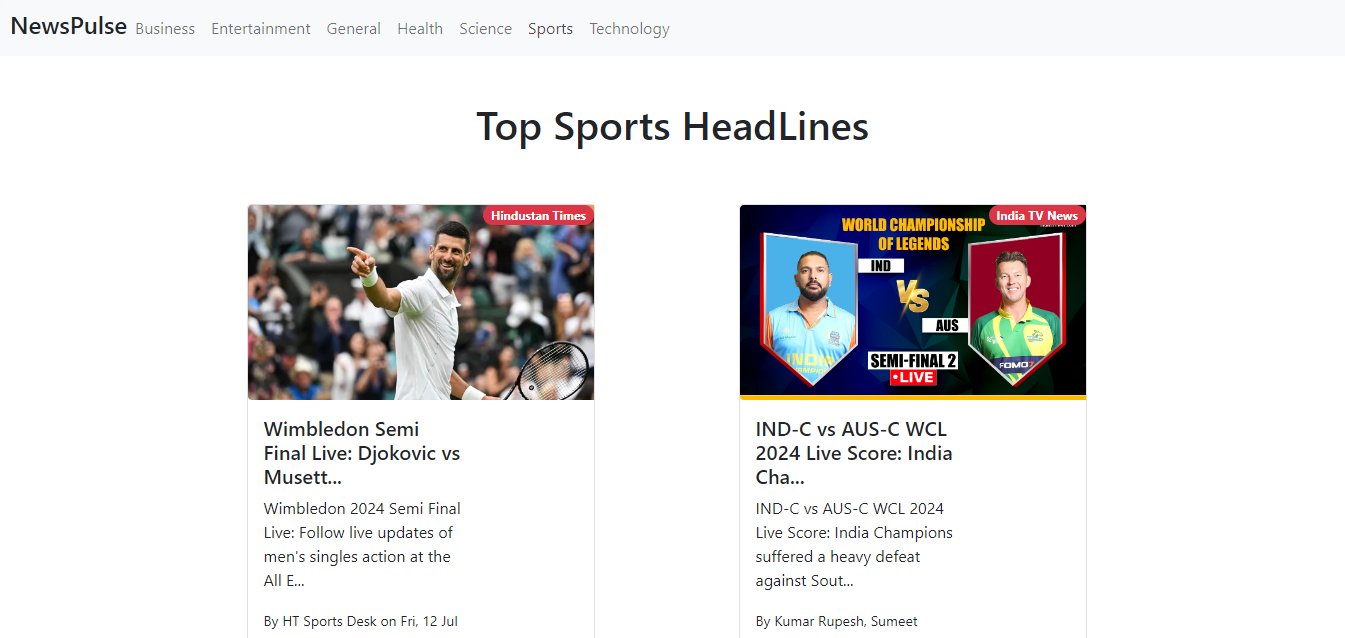 NewsPulse Business Entertainment General Health Science Sports Technology
Top Sports HeadLines
Hindustan Times
Wimbledon Semi
Final Live: Djokovic vs
Musett...
Wimbledon 2024 Semi Final
Live: Follow live updates of
men's singles action at the
All E...
By HT Sports Desk on Fri, 12 Jul
India TV News
WORLD CHAMPIONSHIP
OF LEGENDS
IND
VS
AUS
INDIA
FOMO7
SEMI-FINAL 2
LIVE
IND-C vs AUS-C WCL
2024 Live Score: India
Cha...
IND-C vs AUS-C WCL 2024
Live Score: India Champions
suffered a heavy defeat
against Sout...
By Kumar Rupesh, Sumeet